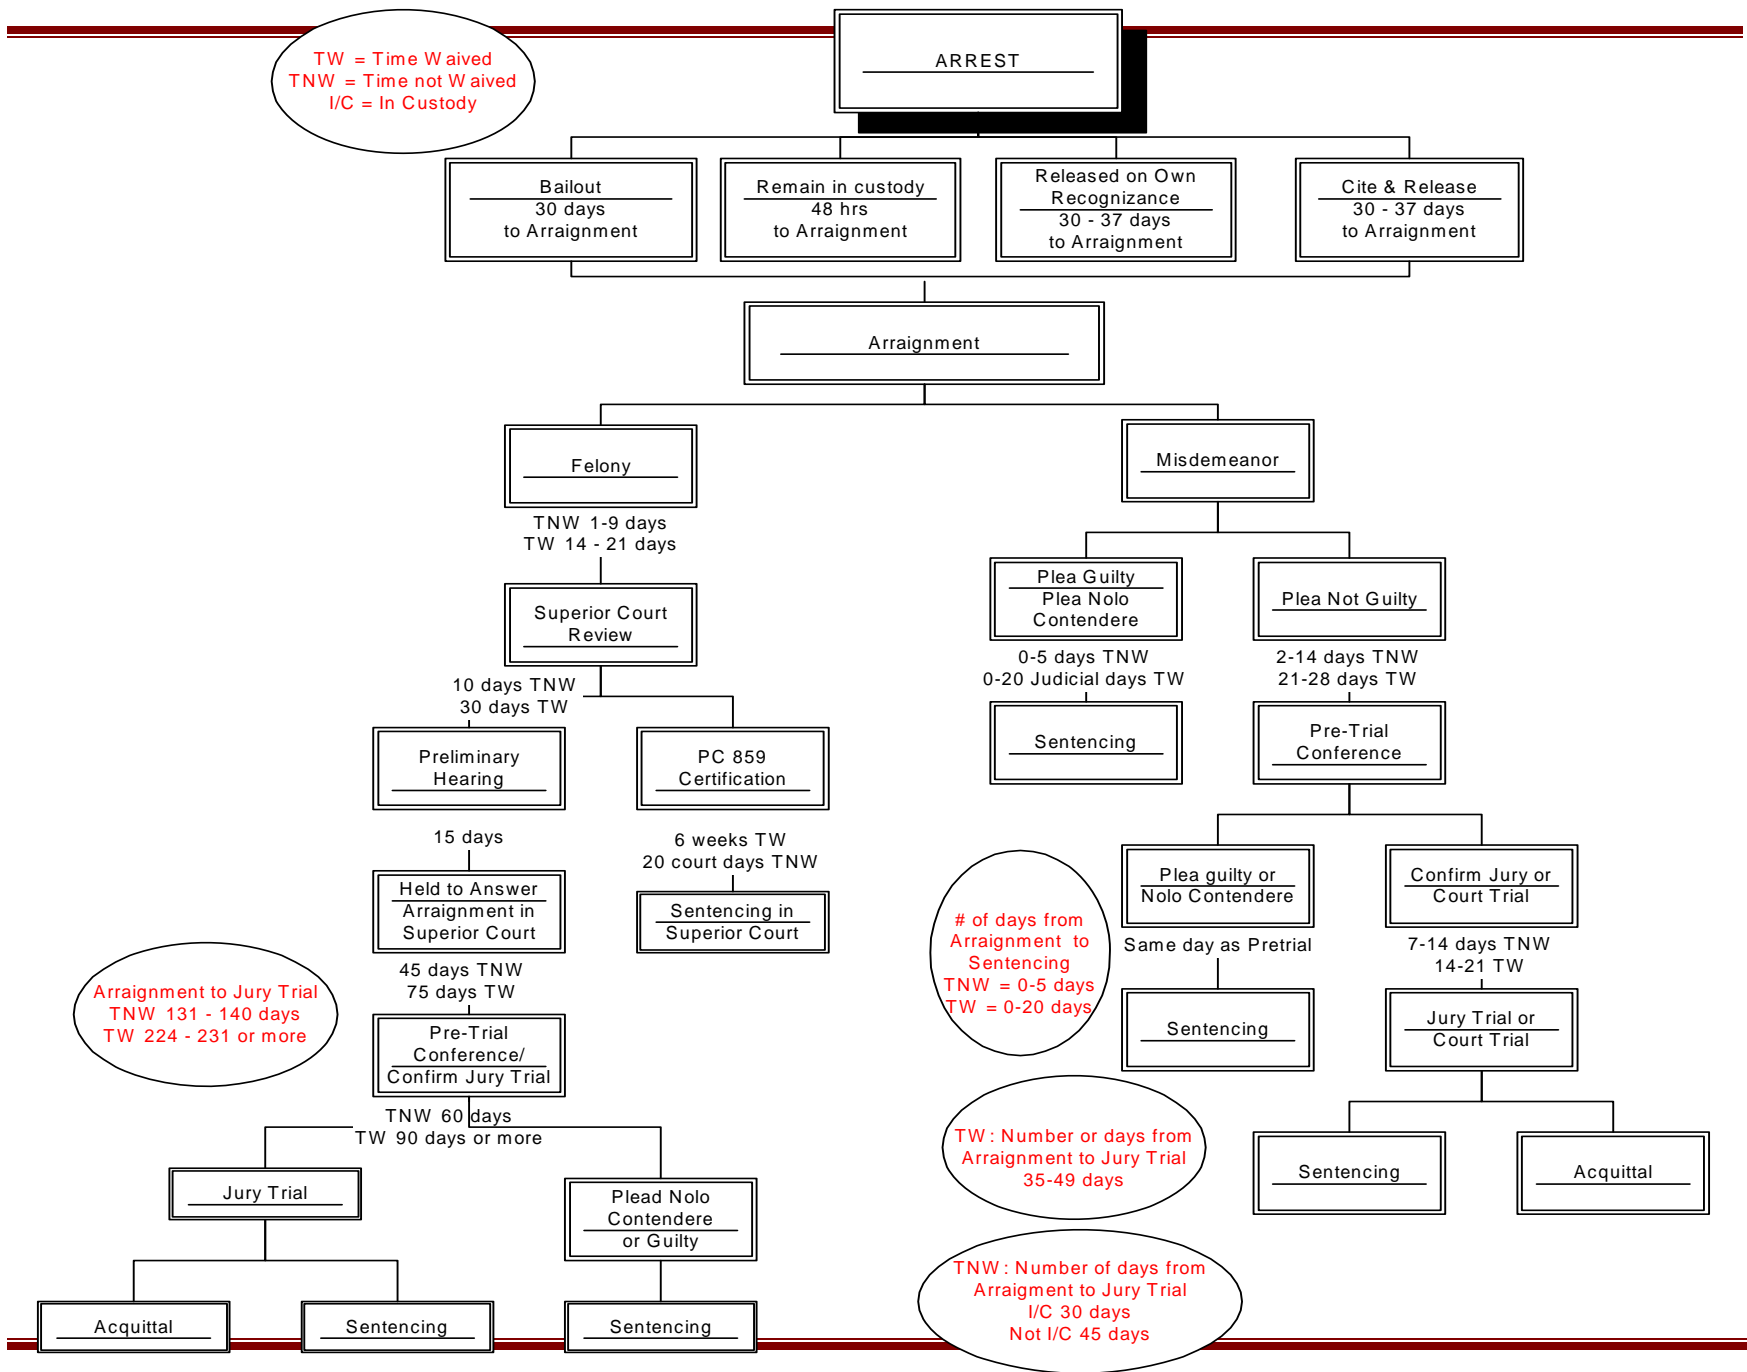 TW = Time Waived
TNW = Time not Waived
I/C = In Custody
ARREST
Bailout
30 days
to Arraignment
Remain in custody
48 hrs
to Arraignment
Released on Own
Recognizance
30 - 37 days
to Arraignment
Cite & Release
30 - 37 days
to Arraignment
Arraignment
Felony
TNW 1-9 days
TW 14 - 21 days
Superior Court
Review
10 days TNW
30 days TW
Preliminary
Hearing
PC 859
Certification
15 days
6 weeks TW
20 court days TNW
Held to Answer
Arraignment in
Superior Court
Sentencing in
Superior Court
45 days TNW
75 days TW
Arraignment to Jury Trial
TNW 131 - 140 days
TW 224 - 231 or more
Pre-Trial
Conference/
Confirm Jury Trial
TNW 60 days
TW 90 days or more
Jury Trial
Plead Nolo
Contendere
or Guilty
Acquittal
Sentencing
Sentencing
Misdemeanor
Plea Guilty
Plea Nolo
Contendere
Plea Not Guilty
0-5 days TNW
0-20 Judicial days TW
2-14 days TNW
21-28 days TW
Sentencing
Pre-Trial
Conference
Plea guilty or
Nolo Contendere
Confirm Jury or
Court Trial
# of days from
Arraignment to
Sentencing
TNW = 0-5 days
TW = 0-20 days
Same day as Pretrial
7-14 days TNW
14-21 TW
Sentencing
Jury Trial or
Court Trial
TW: Number or days from
Arraignment to Jury Trial
35-49 days
Sentencing
Acquittal
TNW: Number of days from
Arraigment to Jury Trial
I/C 30 days
Not I/C 45 days